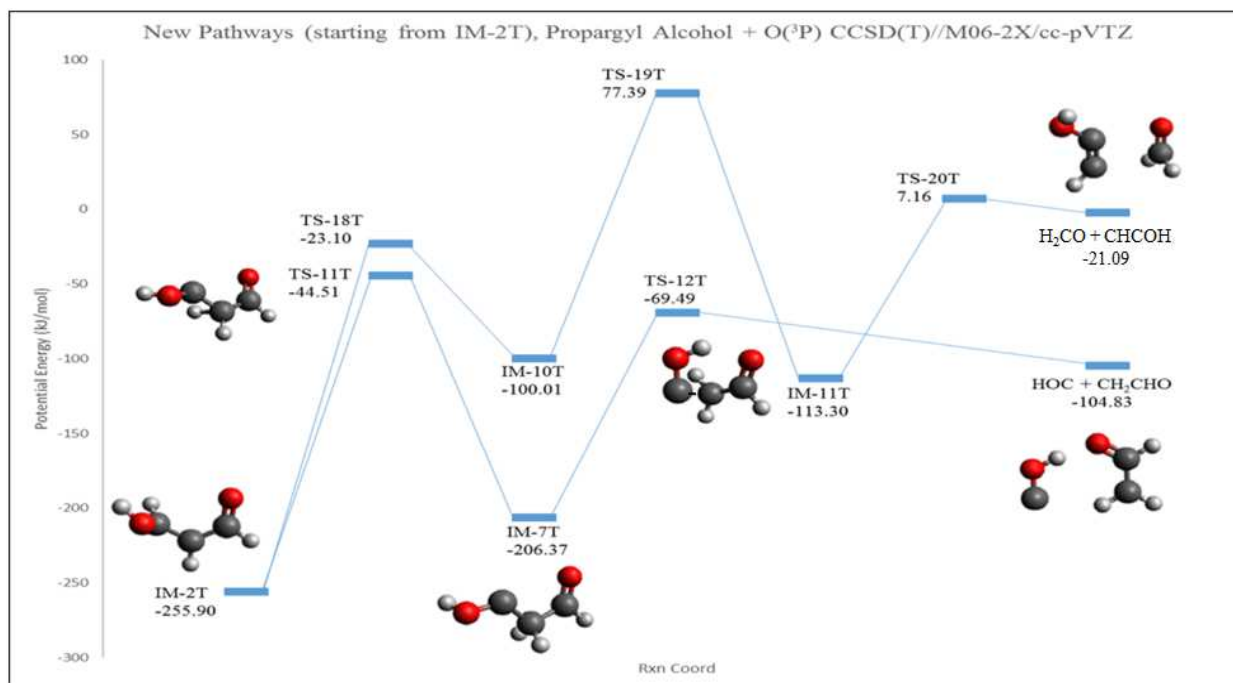 New Pathways (starting from IM-2T), Propargyl Alcohol + O(³P) CCSD(T)//M06-2X/cc-pVTZ
100
50
0
-50
-100
-150
-200
-250
-300
Potential Energy (kJ/mol)
TS-19T
77.39
TS-20T
7.16
H₂CO + CHCOH
-21.09
TS-18T
-23.10
TS-11T
-44.51
TS-12T
-69.49
IM-10T
-100.01
IM-11T
-113.30
HOC + CH₂CHO
-104.83
IM-7T
-206.37
IM-2T
-255.90
Rxn Coord